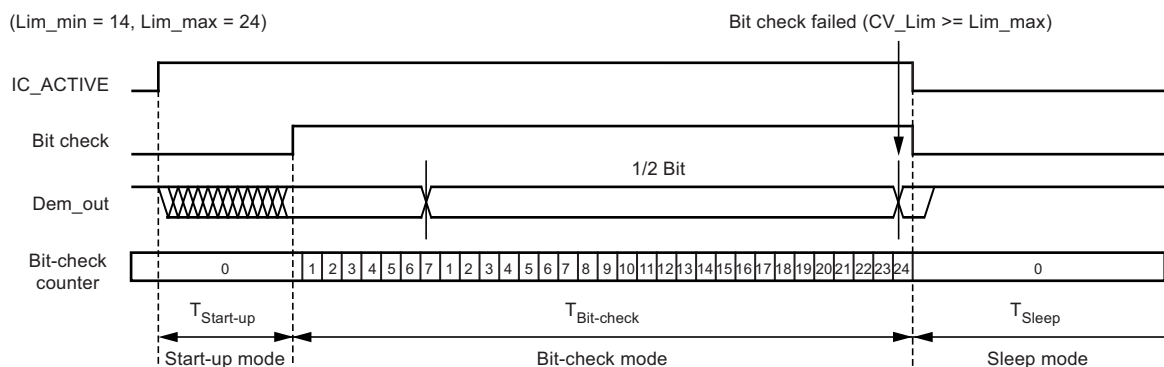 (Lim_min = 14, Lim_max = 24)
Bit check failed (CV_Lim >= Lim_max)
IC_ACTIVE
Bit check
1/2 Bit
Dem_out
Bit-check
counter
0 1 2 3 4 5 6 7 1 2 3 4 5 6 7 8 9 10 11 12 13 14 15 16 17 18 19 20 21 22 23 24 0
TStart-up TBit-check TSleep
Start-up mode Bit-check mode Sleep mode